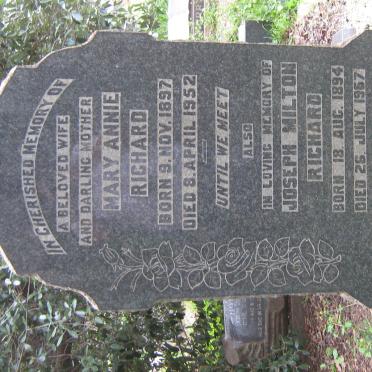 IN CHERISHED MEMORY OF
A BELOVED WIFE
AND DARLING MOTHER
MARY ANNIE
RICHARD
BORN 9 NOV. 1897
DIED 8 APRIL 1952
UNTIL WE MEET
ALSO
IN LOVING MEMORY OF
JOSEPH MILTON
RICHARD
BORN 18 AUG. 1894
DIED 26 JULY 1967